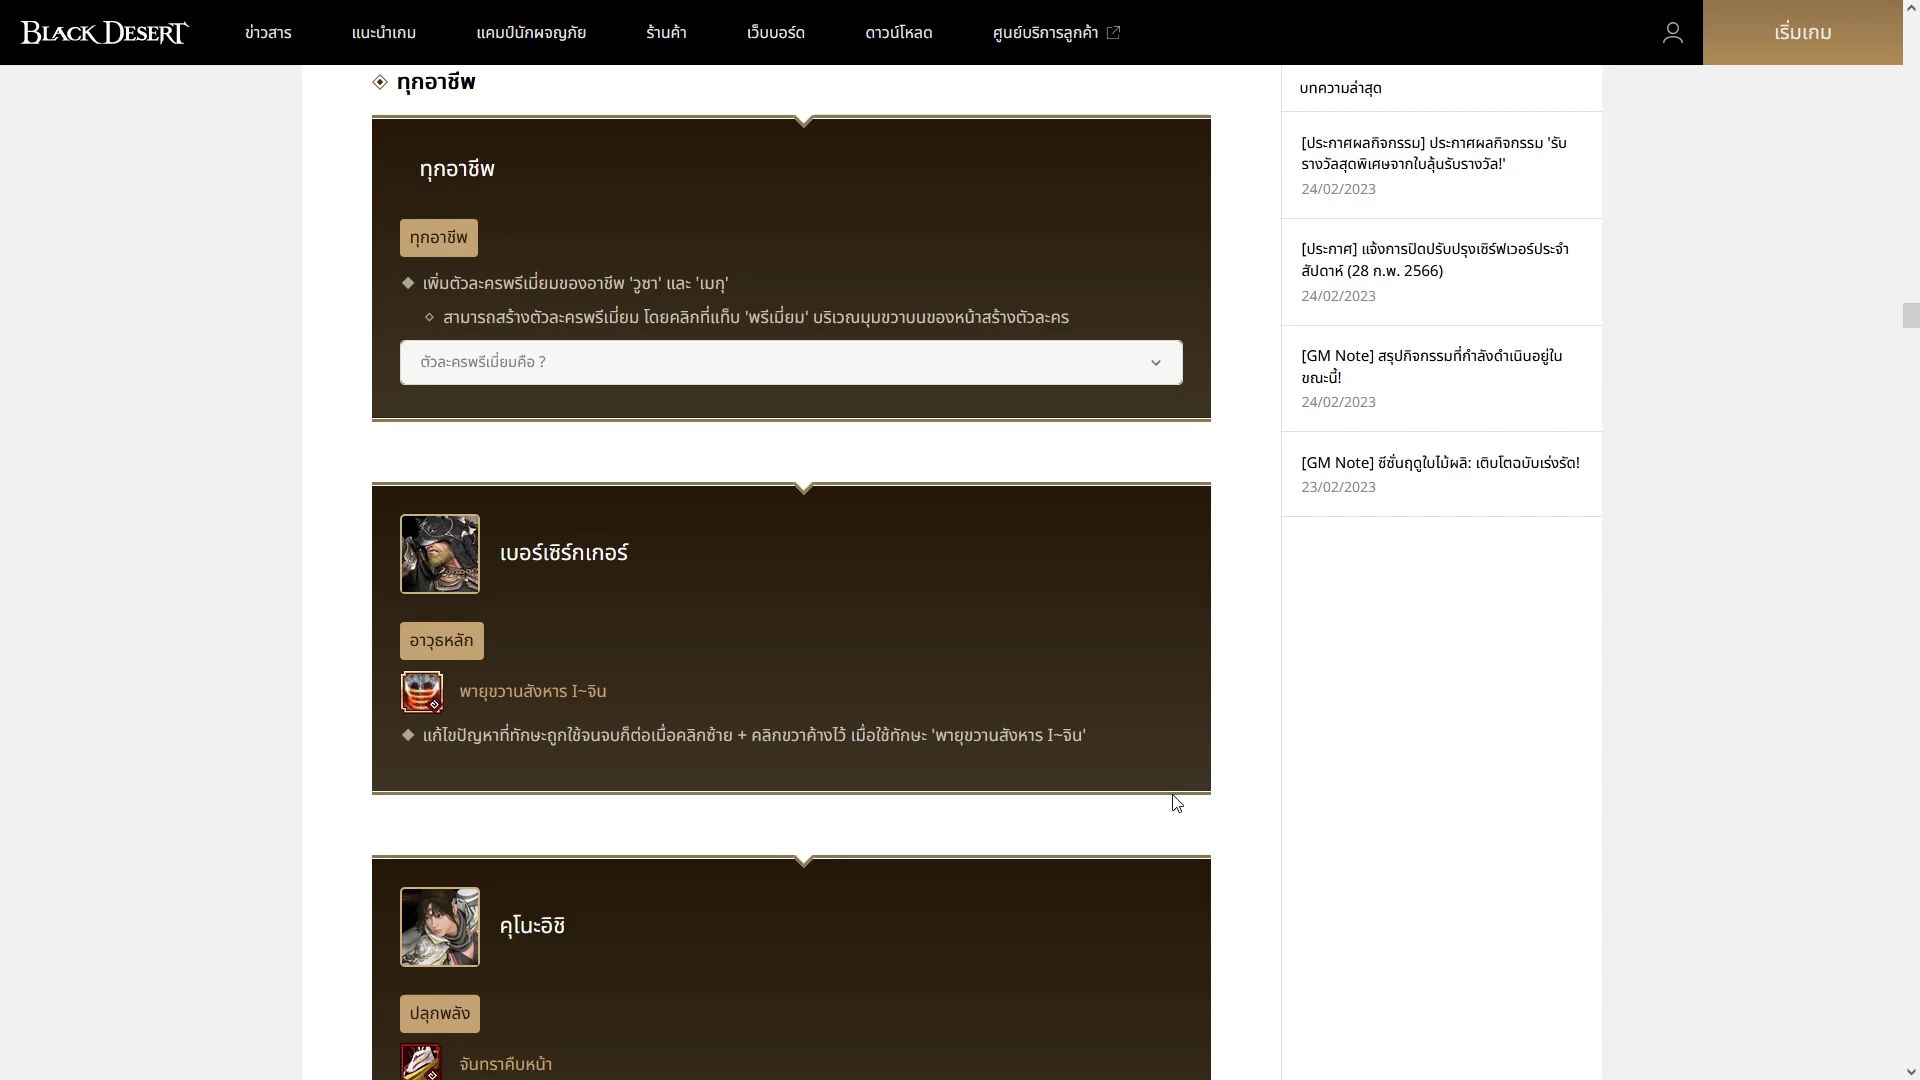 BLACK DESERT
ข่าวสาร
แนะนำเกม
แคมป์นักผจญภัย
ร้านค้า
เว็บบอร์ด
ดาวน์โหลด
ศูนย์บริการลูกค้า
เริ่มเกม
ทุกอาชีพ
ทุกอาชีพ
ทุกอาชีพ
เพิ่มตัวละครพรีเมี่ยมของอาชีพ 'วูซา' และ 'เมกุ'
สามารถสร้างตัวละครพรีเมี่ยม โดยคลิกที่แท็บ 'พรีเมี่ยม' บริเวณมุมขวาบนของหน้าสร้างตัวละคร
ตัวละครพรีเมี่ยมคือ ?
เบอร์เซิร์กเกอร์
อาวุธหลัก
พายุขวานสังหาร I~จิน
แก้ไขปัญหาที่ทักษะถูกใช้จนจบก็ต่อเมื่อคลิกซ้าย + คลิกขวาค้างไว้ เมื่อใช้ทักษะ 'พายุขวานสังหาร I~จิน'
คุโนะอิชิ
ปลุกพลัง
จันทราคืบหน้า
บทความล่าสุด
[ประกาศผลกิจกรรม] ประกาศผลกิจกรรม 'รับ
รางวัลสุดพิเศษจากใบลุ้นรับรางวัล!'
24/02/2023
[ประกาศ] แจ้งการปิดปรับปรุงเซิร์ฟเวอร์ประจำ
สัปดาห์ (28 ก.พ. 2566)
24/02/2023
[GM Note] สรุปกิจกรรมที่กำลังดำเนินอยู่ใน
ขณะนี้!
24/02/2023
[GM Note] ซีซั่นฤดูใบไม้ผลิ: เติบโตฉบับเร่งรัด!
23/02/2023